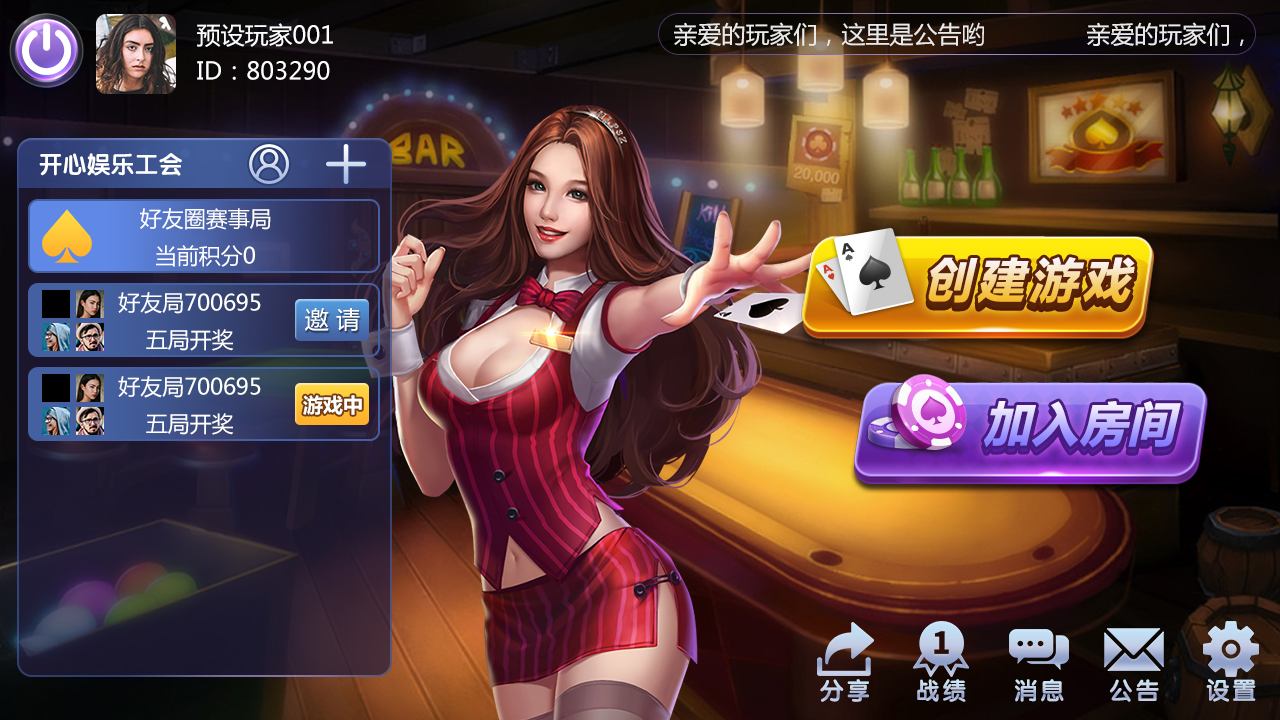 预设玩家001
ID：803290
亲爱的玩家们，这里是公告哟
亲爱的玩家们，
开心娱乐工会
BAR
20,000
好友圈赛事局
当前积分0
好友局700695
五局开奖
邀 请
好友局700695
五局开奖
游戏中
A
A
创建游戏
加入房间
1
分享
战绩
消息
公告
设置